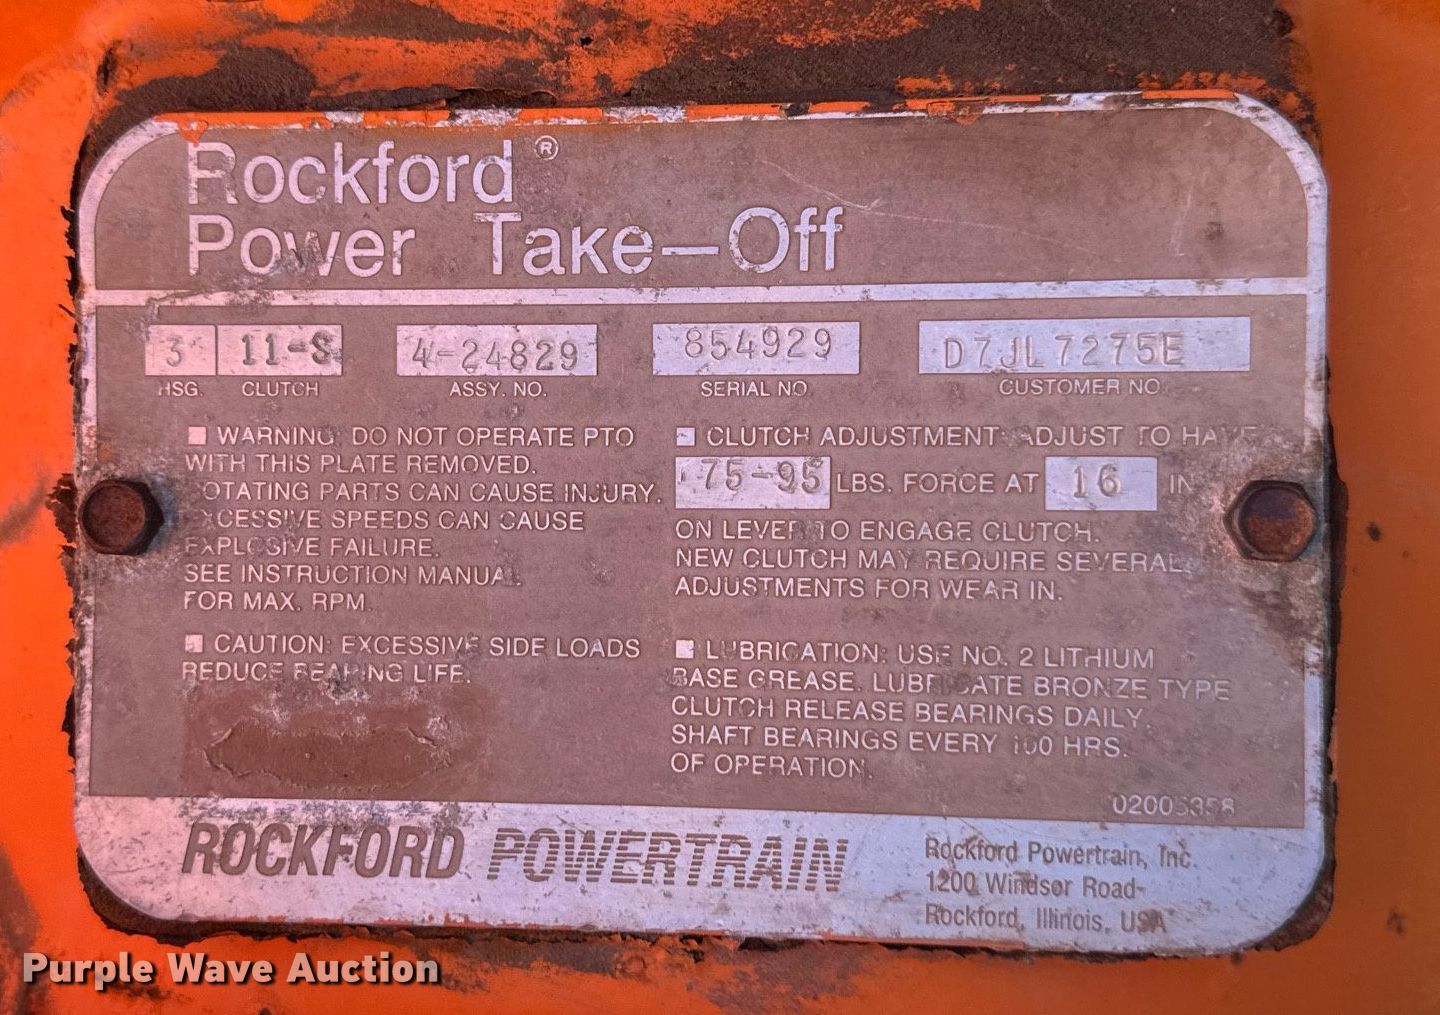 Rockford®
Power Take-Off
3 11-S 4-24829 854929 D7JL7275E
HSG. CLUTCH ASSY. NO. SERIAL NO. CUSTOMER NO.
■ WARNING: DO NOT OPERATE PTO
WITH THIS PLATE REMOVED.
ROTATING PARTS CAN CAUSE INJURY.
EXCESSIVE SPEEDS CAN CAUSE
EXPLOSIVE FAILURE.
SEE INSTRUCTION MANUAL
FOR MAX. RPM.
■ CAUTION: EXCESSIVE SIDE LOADS
REDUCE BEARING LIFE.
■ CLUTCH ADJUSTMENT: ADJUST TO HAVE
75-95 LBS. FORCE AT 16 IN.
ON LEVER TO ENGAGE CLUTCH.
NEW CLUTCH MAY REQUIRE SEVERAL
ADJUSTMENTS FOR WEAR IN.
■ LUBRICATION: USE NO. 2 LITHIUM
BASE GREASE. LUBRICATE BRONZE TYPE
CLUTCH RELEASE BEARINGS DAILY.
SHAFT BEARINGS EVERY 100 HRS.
OF OPERATION.
ROCKFORD POWERTRAIN
Rockford Powertrain, Inc.
1200 Windsor Road
Rockford, Illinois, USA
Purple Wave Auction